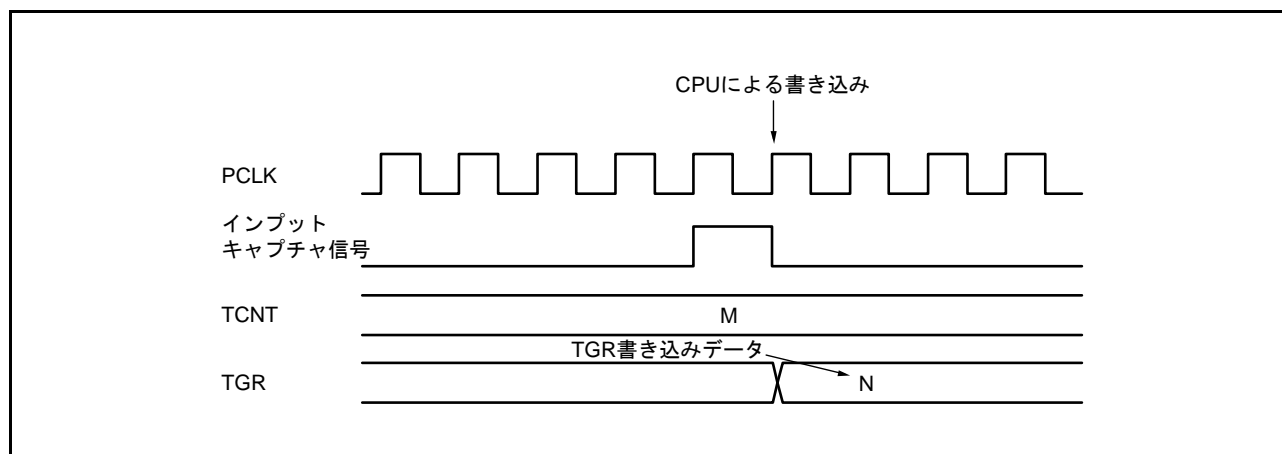 CPUによる書き込み
PCLK
インプット
キャプチャ信号
TCNT
M
TGR書き込みデータ
TGR
N